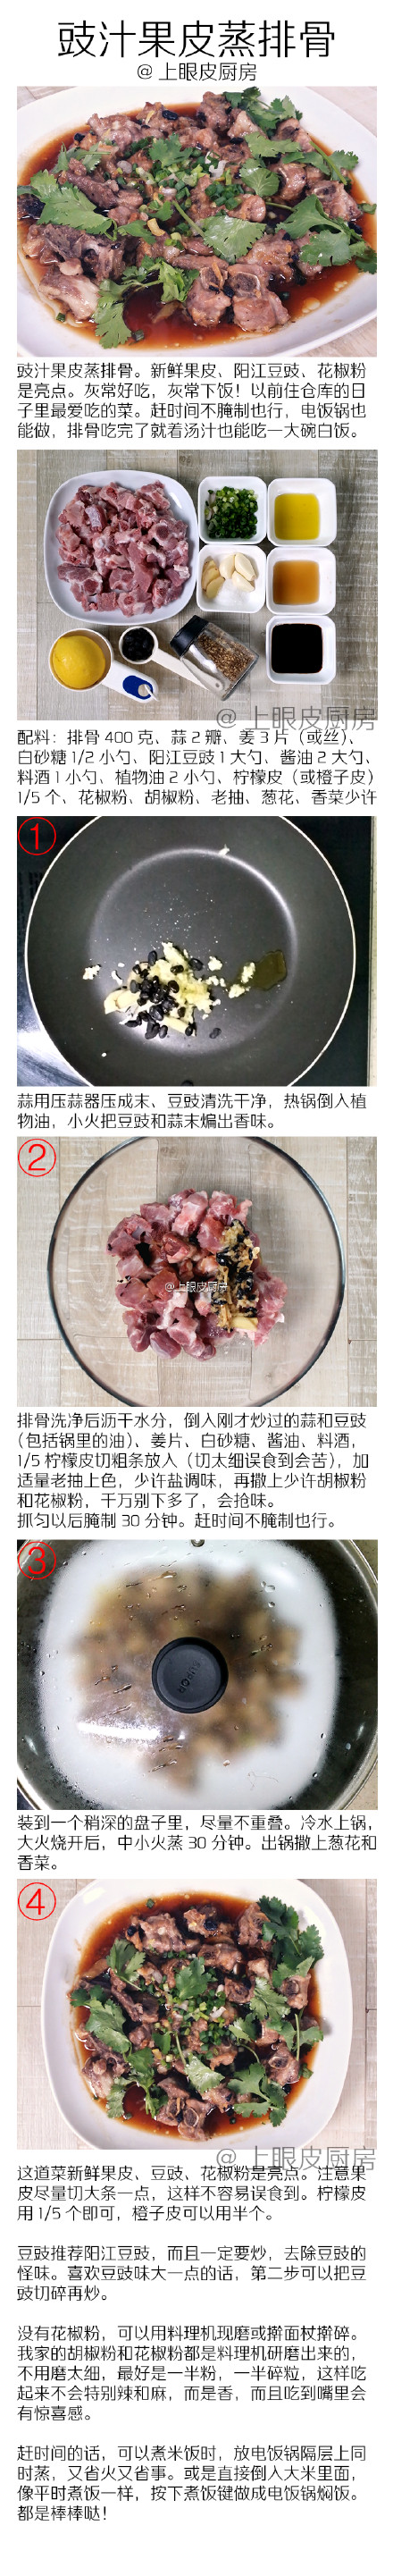 豉汁果皮蒸排骨
@ 上眼皮厨房
豉汁果皮蒸排骨。新鲜果皮、阳江豆豉、花椒粉
是亮点。灰常好吃，灰常下饭！以前住仓库的日
子里最爱吃的菜。赶时间不腌制也行，电饭锅也
能做，排骨吃完了就着汤汁也能吃一大碗白饭。
@ 上眼皮厨房
配料：排骨 400 克、蒜 2 瓣、姜 3 片（或丝）、
白砂糖 1/2 小勺、阳江豆豉 1 大勺、酱油 2 大勺、
料酒 1 小勺、植物油 2 小勺、柠檬皮（或橙子皮）
1/5 个、花椒粉、胡椒粉、老抽、葱花、香菜少许
①
蒜用压蒜器压成末、豆豉清洗干净，热锅倒入植
物油，小火把豆豉和蒜末煸出香味。
②
@上眼皮厨房
排骨洗净后沥干水分，倒入刚才炒过的蒜和豆豉
（包括锅里的油）、姜片、白砂糖、酱油、料酒，
1/5 柠檬皮切粗条放入（切太细误食到会苦），加
适量老抽上色，少许盐调味，再撒上少许胡椒粉
和花椒粉，千万别下多了，会抢味。
抓匀以后腌制 30 分钟。赶时间不腌制也行。
③
装到一个稍深的盘子里，尽量不重叠。冷水上锅，
大火烧开后，中小火蒸 30 分钟。出锅撒上葱花和
香菜。
④
@ 上眼皮厨房
这道菜新鲜果皮、豆豉、花椒粉是亮点。注意果
皮尽量切大条一点，这样不容易误食到。柠檬皮
用 1/5 个即可，橙子皮可以用半个。
豆豉推荐阳江豆豉，而且一定要炒，去除豆豉的
怪味。喜欢豆豉味大一点的话，第二步可以把豆
豉切碎再炒。
没有花椒粉，可以用料理机现磨或擀面杖擀碎。
我家的胡椒粉和花椒粉都是料理机研磨出来的，
不用磨太细，最好是一半粉，一半碎粒，这样吃
起来不会特别辣和麻，而是香，而且吃到嘴里会
有惊喜感。
赶时间的话，可以煮米饭时，放电饭锅隔层上同
时蒸，又省火又省事。或是直接倒入大米里面，
像平时煮饭一样，按下煮饭键做成电饭锅焖饭。
都是棒棒哒！